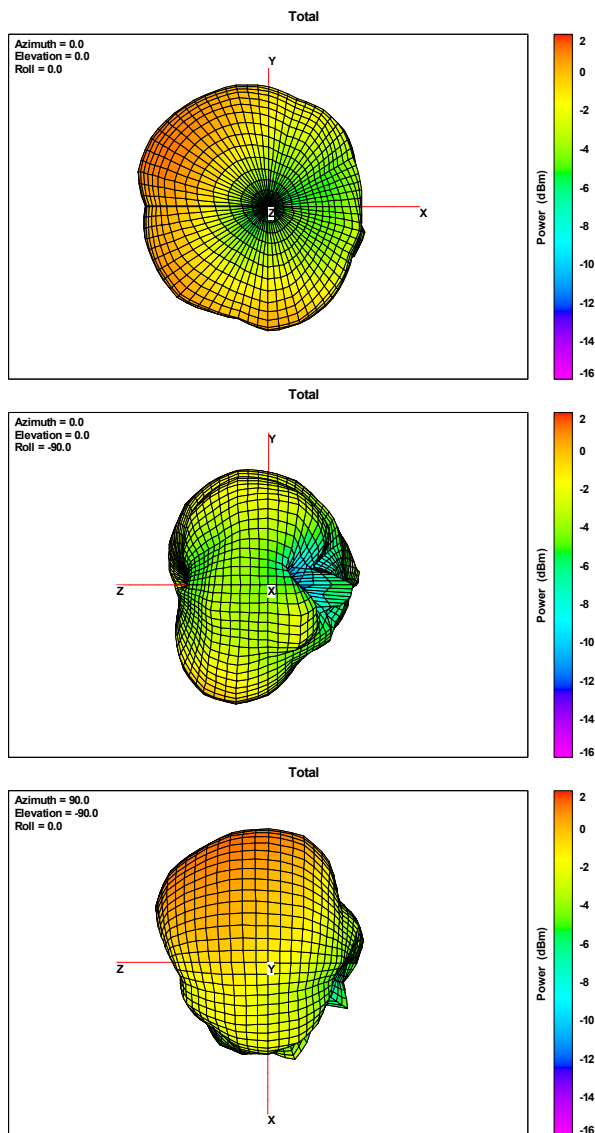 Total
Azimuth = 0.0
Elevation = 0.0
Roll = 0.0
Y
X
Z
2
0
-2
-4
-6
-8
-10
-12
-14
-16
Power (dBm)
Total
Azimuth = 0.0
Elevation = 0.0
Roll = -90.0
Y
Z
X
2
0
-2
-4
-6
-8
-10
-12
-14
-16
Power (dBm)
Total
Azimuth = 90.0
Elevation = -90.0
Roll = 0.0
Z
Y
X
2
0
-2
-4
-6
-8
-10
-12
-14
-16
Power (dBm)